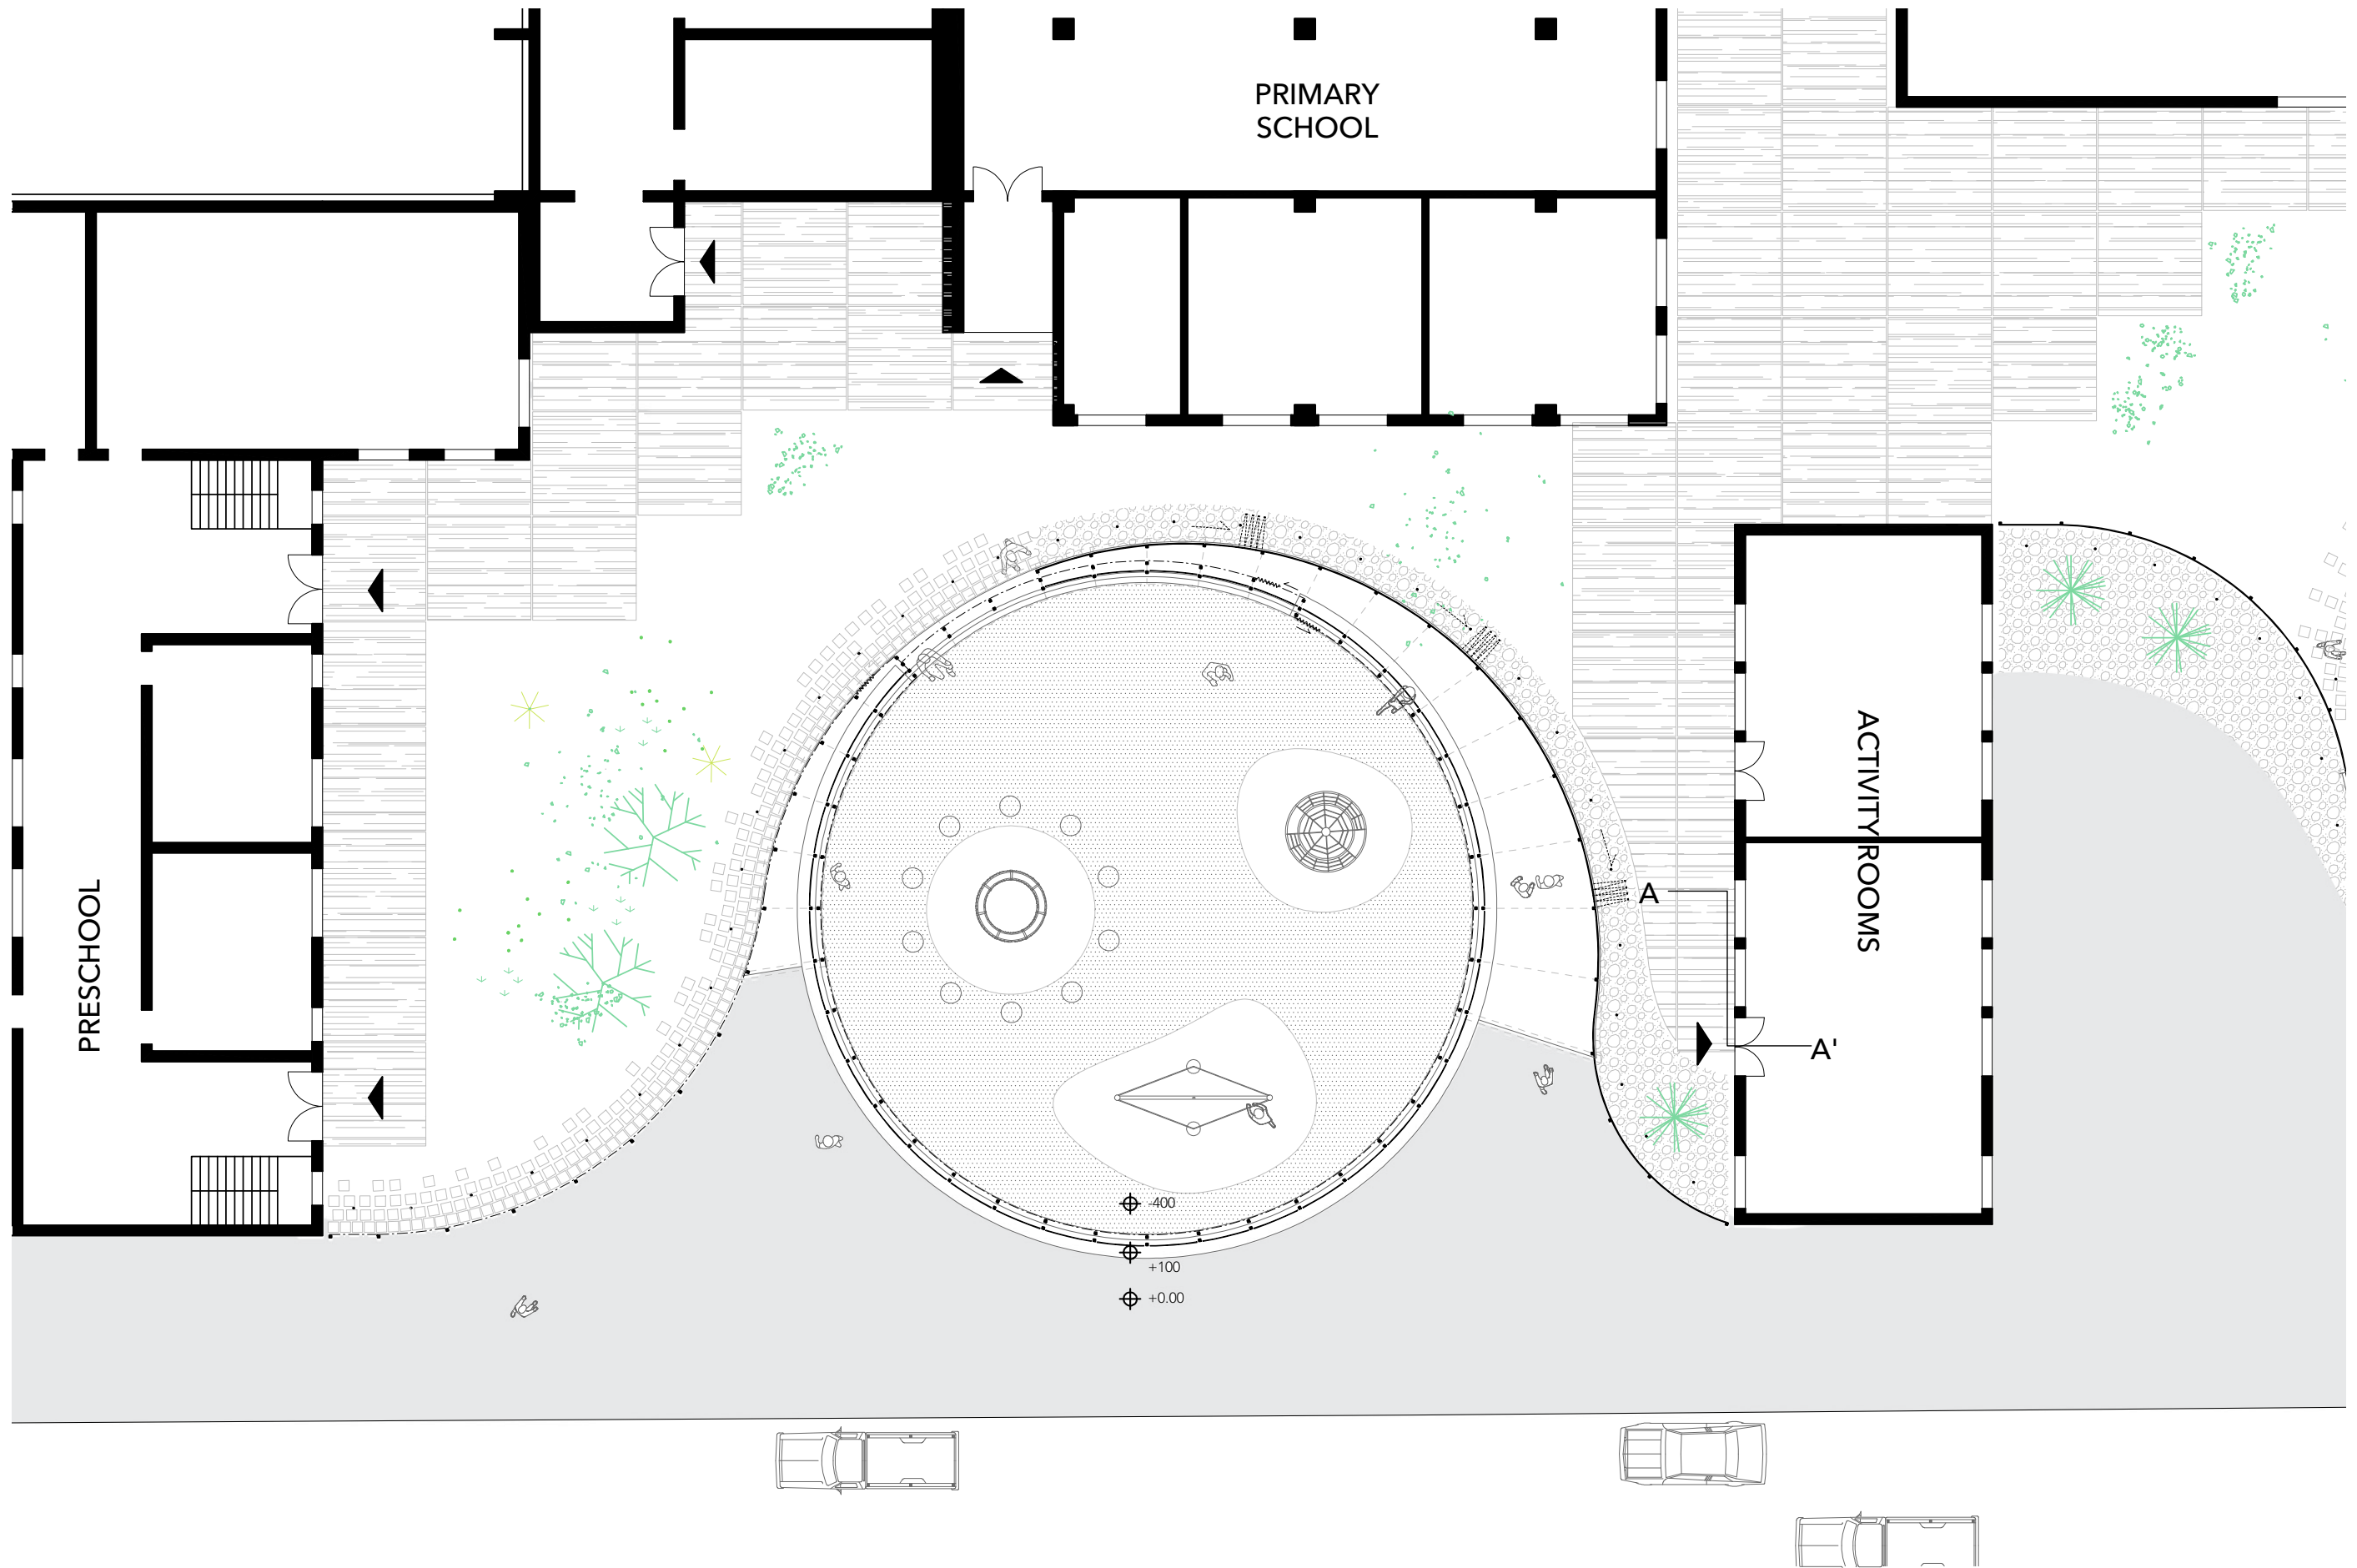 PRIMARY
SCHOOL
PRESCHOOL
ACTIVITY ROOMS
A
A'
-400
+100
+0.00